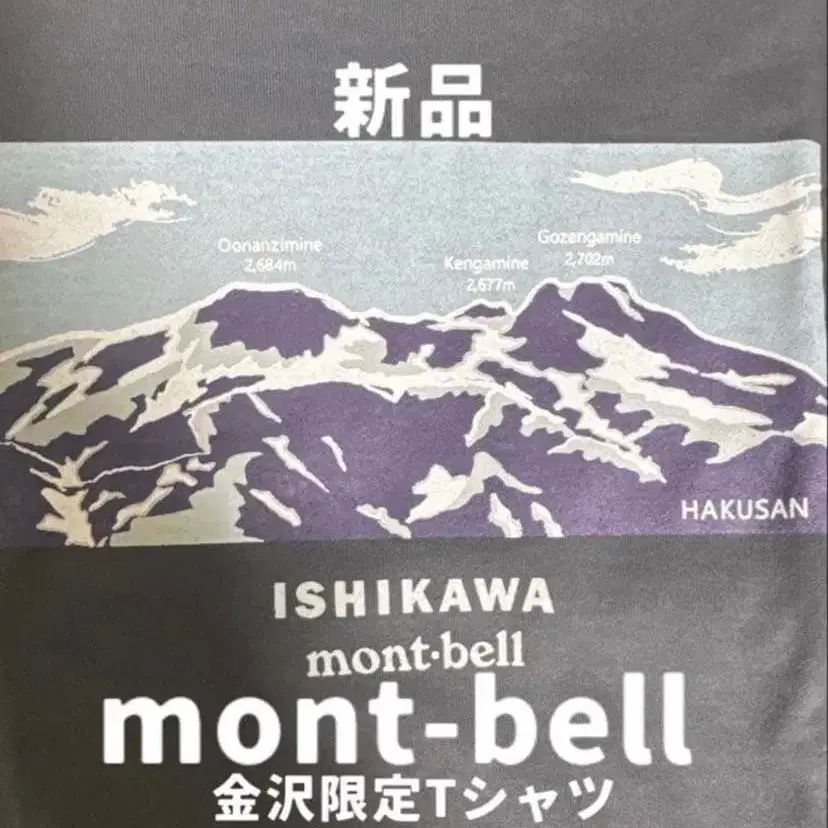 新品
Oonanzimine
2,684m
Kengamine
2,677m
Gozengamine
2,702m
HAKUSAN
ISHIKAWA
mont·bell
mont-bell
金沢限定Tシャツ